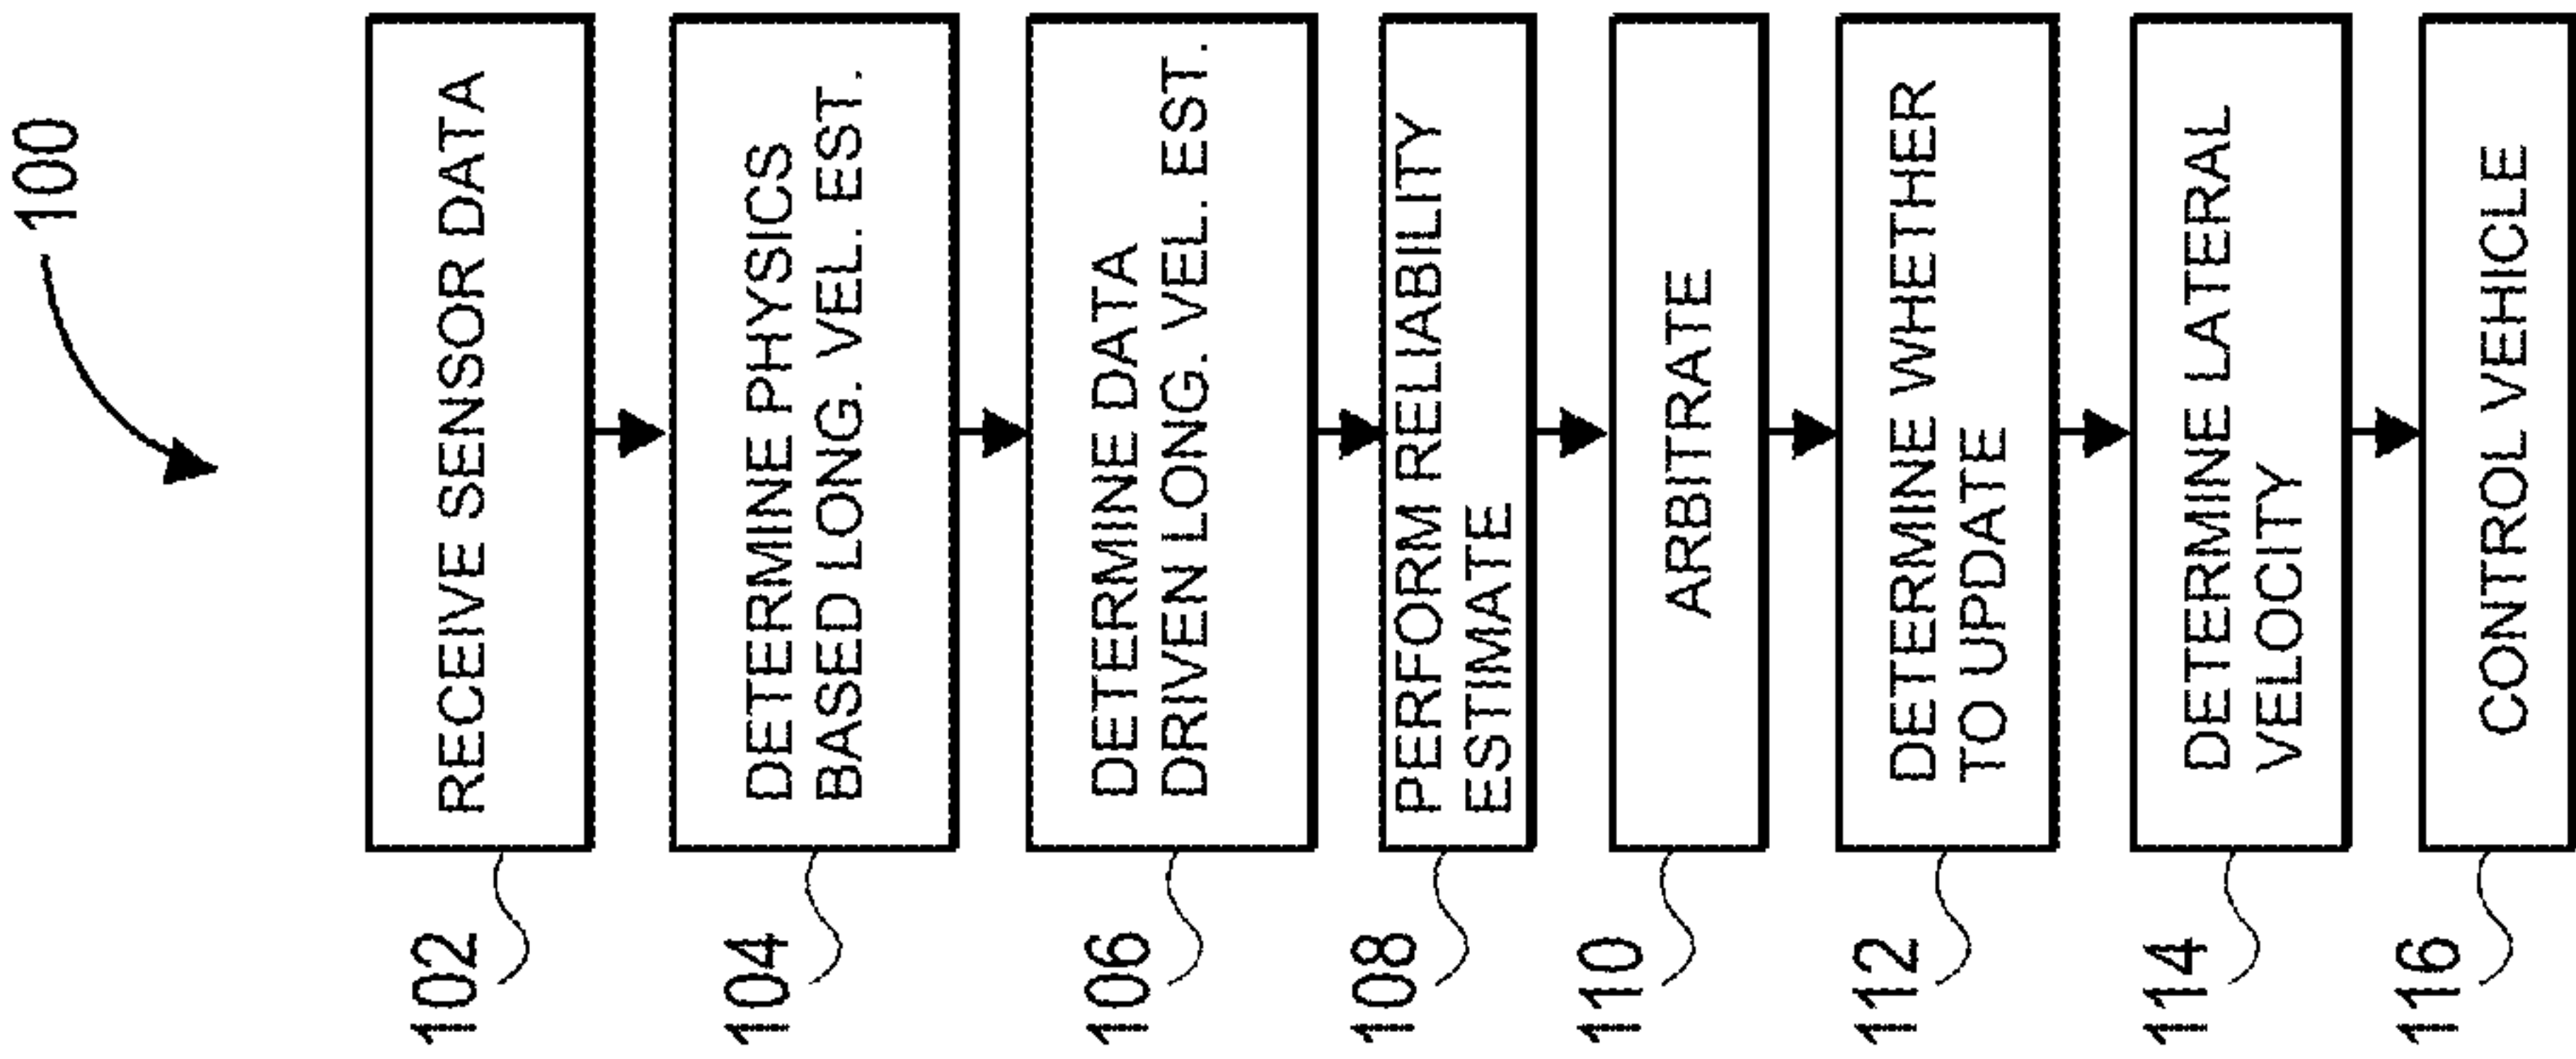 100
102
RECEIVE SENSOR DATA
104
DETERMINE PHYSICS
BASED LONG. VEL. EST.
106
DETERMINE DATA
DRIVEN LONG. VEL. EST.
108
PERFORM RELIABILITY
ESTIMATE
110
ARBITRATE
112
DETERMINE WHETHER
TO UPDATE
114
DETERMINE LATERAL
VELOCITY
116
CONTROL VEHICLE